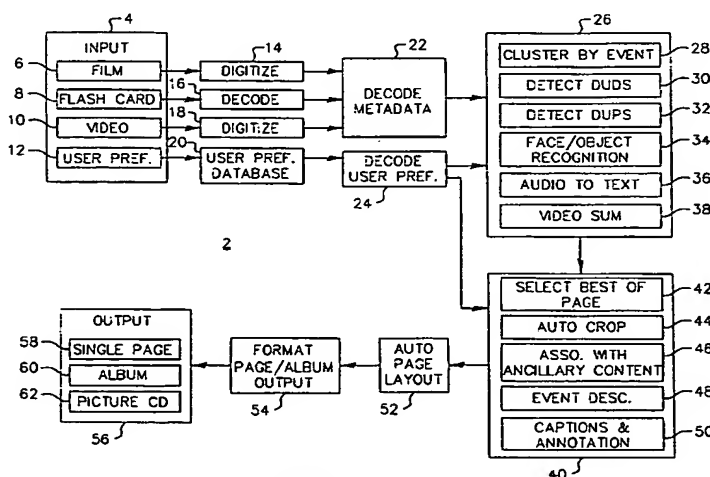 4
INPUT
6
FILM
8
FLASH CARD
10
VIDEO
12
USER PREF.
14
DIGITIZE
16
DECODE
18
DIGITIZE
20
USER PREF.
DATABASE
22
DECODE
METADATA
DECODE
USER PREF.
24
26
CLUSTER BY EVENT
28
DETECT DUDS
30
DETECT DUPS
32
FACE/OBJECT
RECOGNITION
34
AUDIO TO TEXT
36
VIDEO SUM
38
2
SELECT BEST OF
PAGE
42
AUTO CROP
44
ASSO. WITH
ANCILLARY CONTENT
46
EVENT DESC.
48
CAPTIONS &
ANNOTATION
50
40
AUTO
PAGE
LAYOUT
52
FORMAT
PAGE/ALBUM
OUTPUT
54
OUTPUT
58
SINGLE PAGE
60
ALBUM
62
PICTURE CD
56